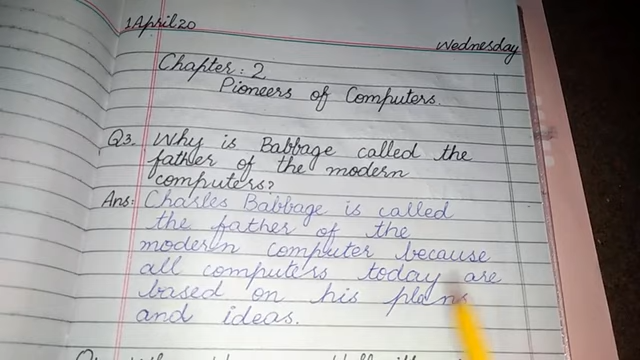 1 April 20
Wednesday
Chapter: 2
Pioneers of Computers.
Q3. Why is Babbage called the
father of the modern
computers?
Ans: Charles Babbage is called
the father of the
modern computer because
all computers today are
based on his plans
and ideas.